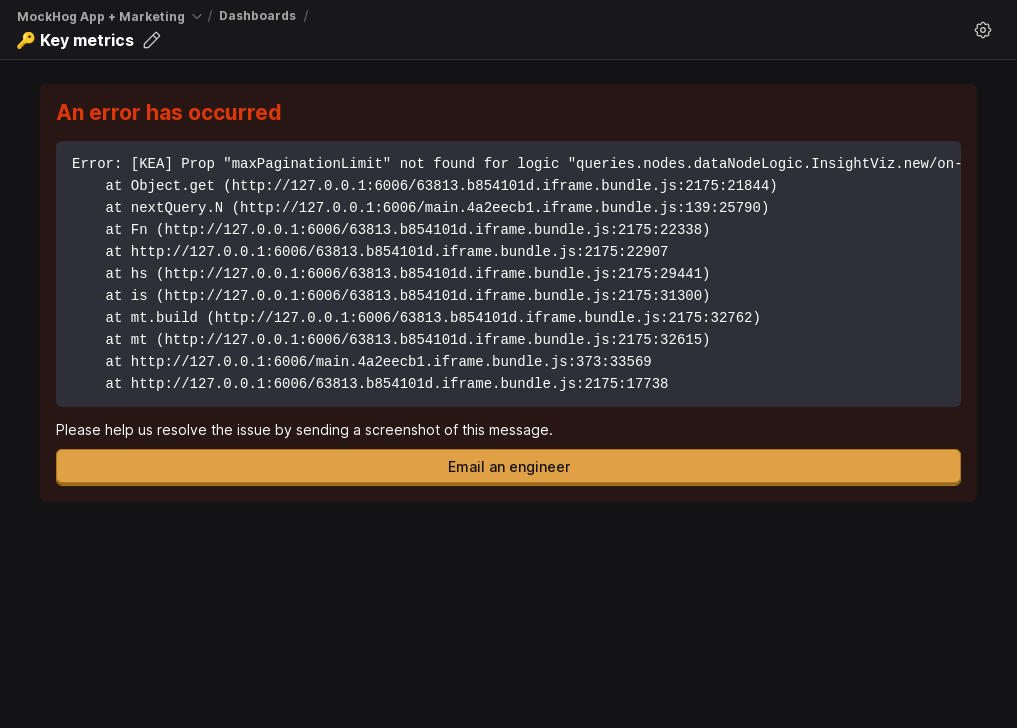 MockHog App + Marketing / Dashboards /
🔑 Key metrics
An error has occurred
Error: [KEA] Prop "maxPaginationLimit" not found for logic "queries.nodes.dataNodeLogic.InsightViz.new/on-
at Object.get (http://127.0.0.1:6006/63813.b854101d.iframe.bundle.js:2175:21844)
at nextQuery.N (http://127.0.0.1:6006/main.4a2eecb1.iframe.bundle.js:139:25790)
at Fn (http://127.0.0.1:6006/63813.b854101d.iframe.bundle.js:2175:22338)
at http://127.0.0.1:6006/63813.b854101d.iframe.bundle.js:2175:22907
at hs (http://127.0.0.1:6006/63813.b854101d.iframe.bundle.js:2175:29441)
at is (http://127.0.0.1:6006/63813.b854101d.iframe.bundle.js:2175:31300)
at mt.build (http://127.0.0.1:6006/63813.b854101d.iframe.bundle.js:2175:32762)
at mt (http://127.0.0.1:6006/63813.b854101d.iframe.bundle.js:2175:32615)
at http://127.0.0.1:6006/main.4a2eecb1.iframe.bundle.js:373:33569
at http://127.0.0.1:6006/63813.b854101d.iframe.bundle.js:2175:17738
Please help us resolve the issue by sending a screenshot of this message.
Email an engineer